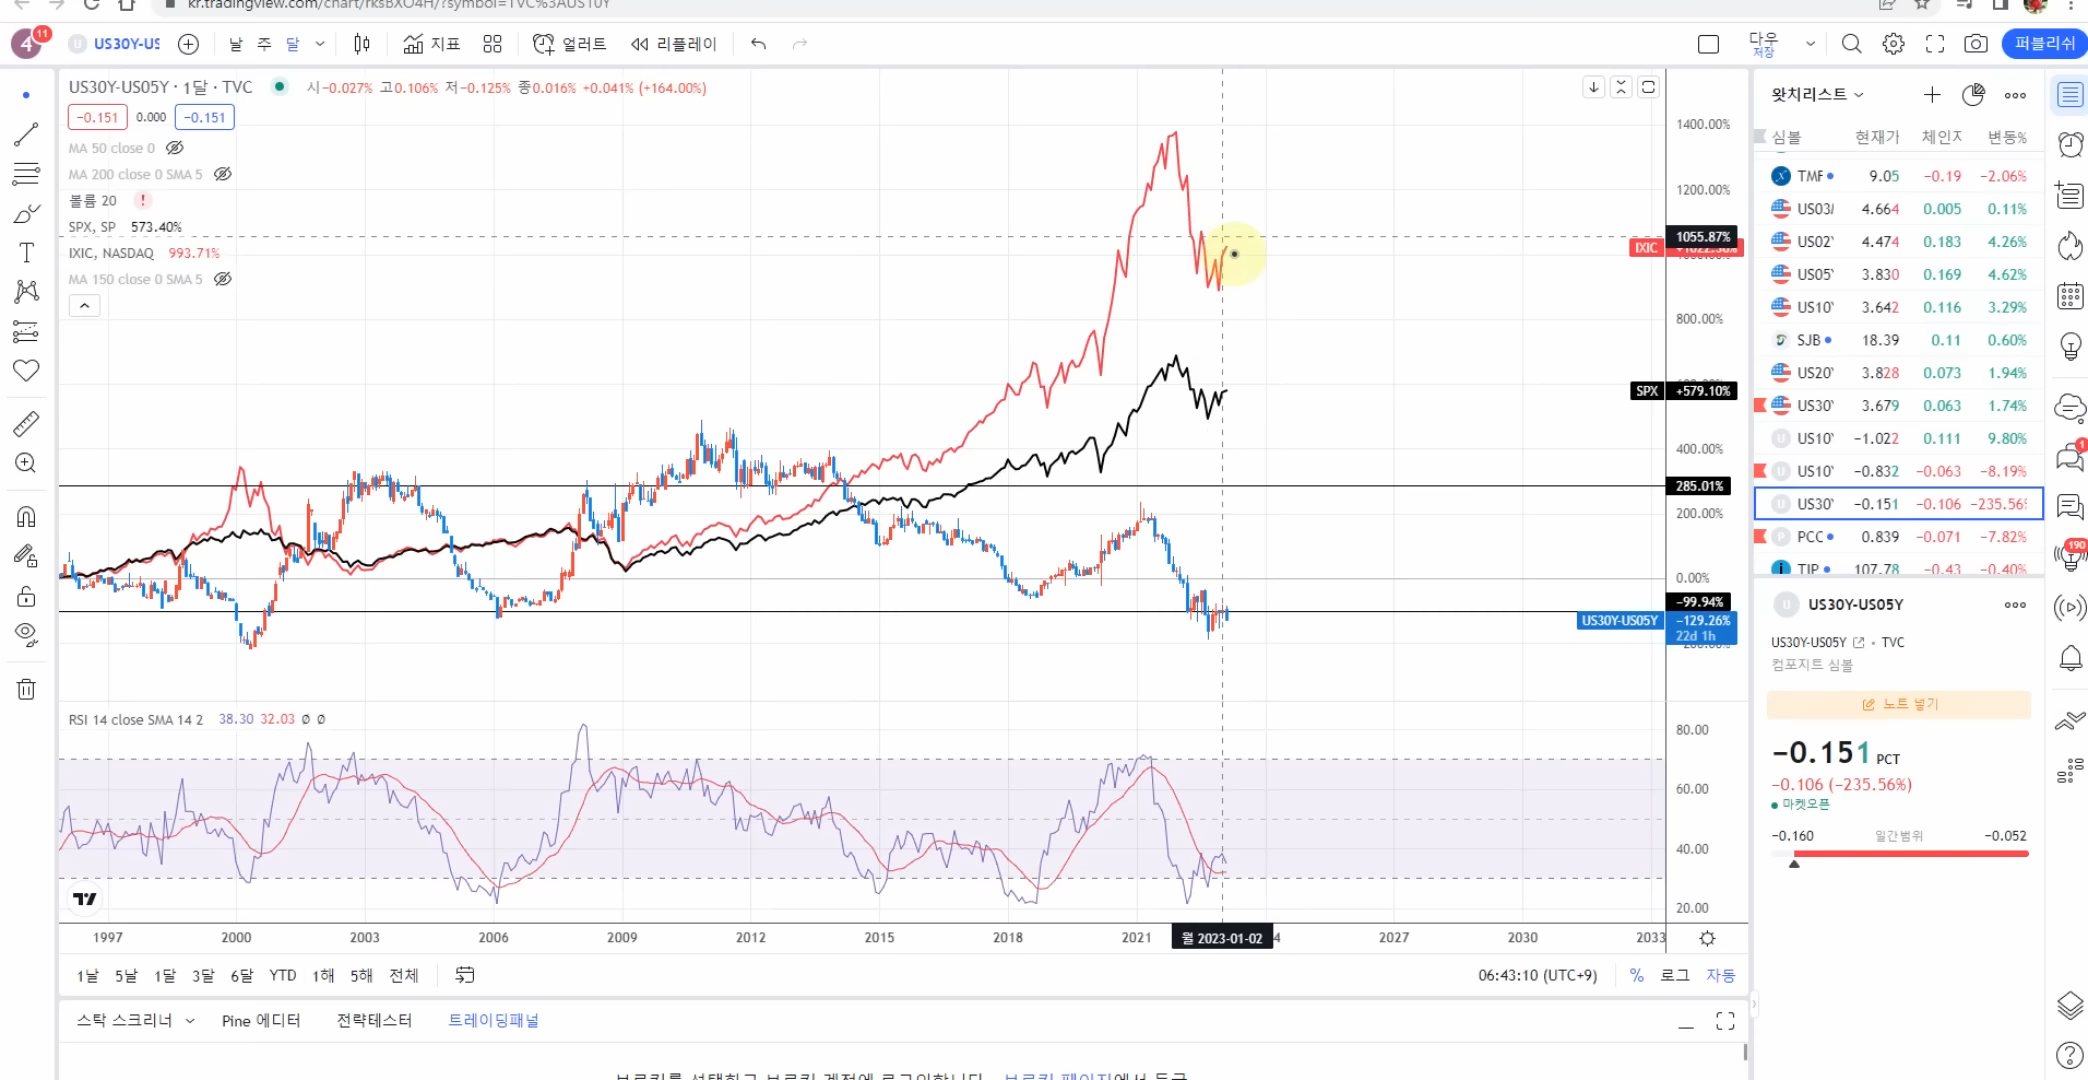 kr.tradingview.com/chart/rksBXO4H/?symbol=TVC%3AUS10Y
4 11 U US30Y-US 날 주 달 지표 얼러트 리플레이 다우 저장 퍼블리쉬
US30Y-US05Y · 1달 · TVC 시-0.027% 고0.106% 저-0.125% 종0.016% +0.041% (+164.00%)
-0.151 0.000 -0.151
MA 50 close 0
MA 200 close 0 SMA 5
볼륨 20 !
SPX, SP 573.40%
IXIC, NASDAQ 993.71%
MA 150 close 0 SMA 5
1400.00%
1200.00%
1055.87%
IXIC
800.00%
SPX +579.10%
400.00%
285.01%
200.00%
0.00%
-99.94%
US30Y-US05Y -129.26%
22d 1h
RSI 14 close SMA 14 2 38.30 32.03 Ø Ø
80.00
60.00
40.00
20.00
1997 2000 2003 2006 2009 2012 2015 2018 2021 월 2023-01-02 4 2027 2030 2033
1날 5날 1달 3달 6달 YTD 1해 5해 전체 06:43:10 (UTC+9) % 로그 자동
스탁 스크리너 Pine 에디터 전략테스터 트레이딩패널
왓치리스트
심볼 현재가 체인지 변동%
TMF 9.05 -0.19 -2.06%
US03 4.664 0.005 0.11%
US02 4.474 0.183 4.26%
US05 3.830 0.169 4.62%
US10 3.642 0.116 3.29%
SJB 18.39 0.11 0.60%
US20 3.828 0.073 1.94%
US30 3.679 0.063 1.74%
U US10 -1.022 0.111 9.80%
U US10 -0.832 -0.063 -8.19%
U US30 -0.151 -0.106 -235.56
P PCC 0.839 -0.071 -7.82%
TIP 107.78 -0.43 -0.40%
U US30Y-US05Y
US30Y-US05Y · TVC
컴포지트 심볼
노트 넣기
-0.151 PCT
-0.106 (-235.56%)
마켓오픈
-0.160 일간범위 -0.052
1
190